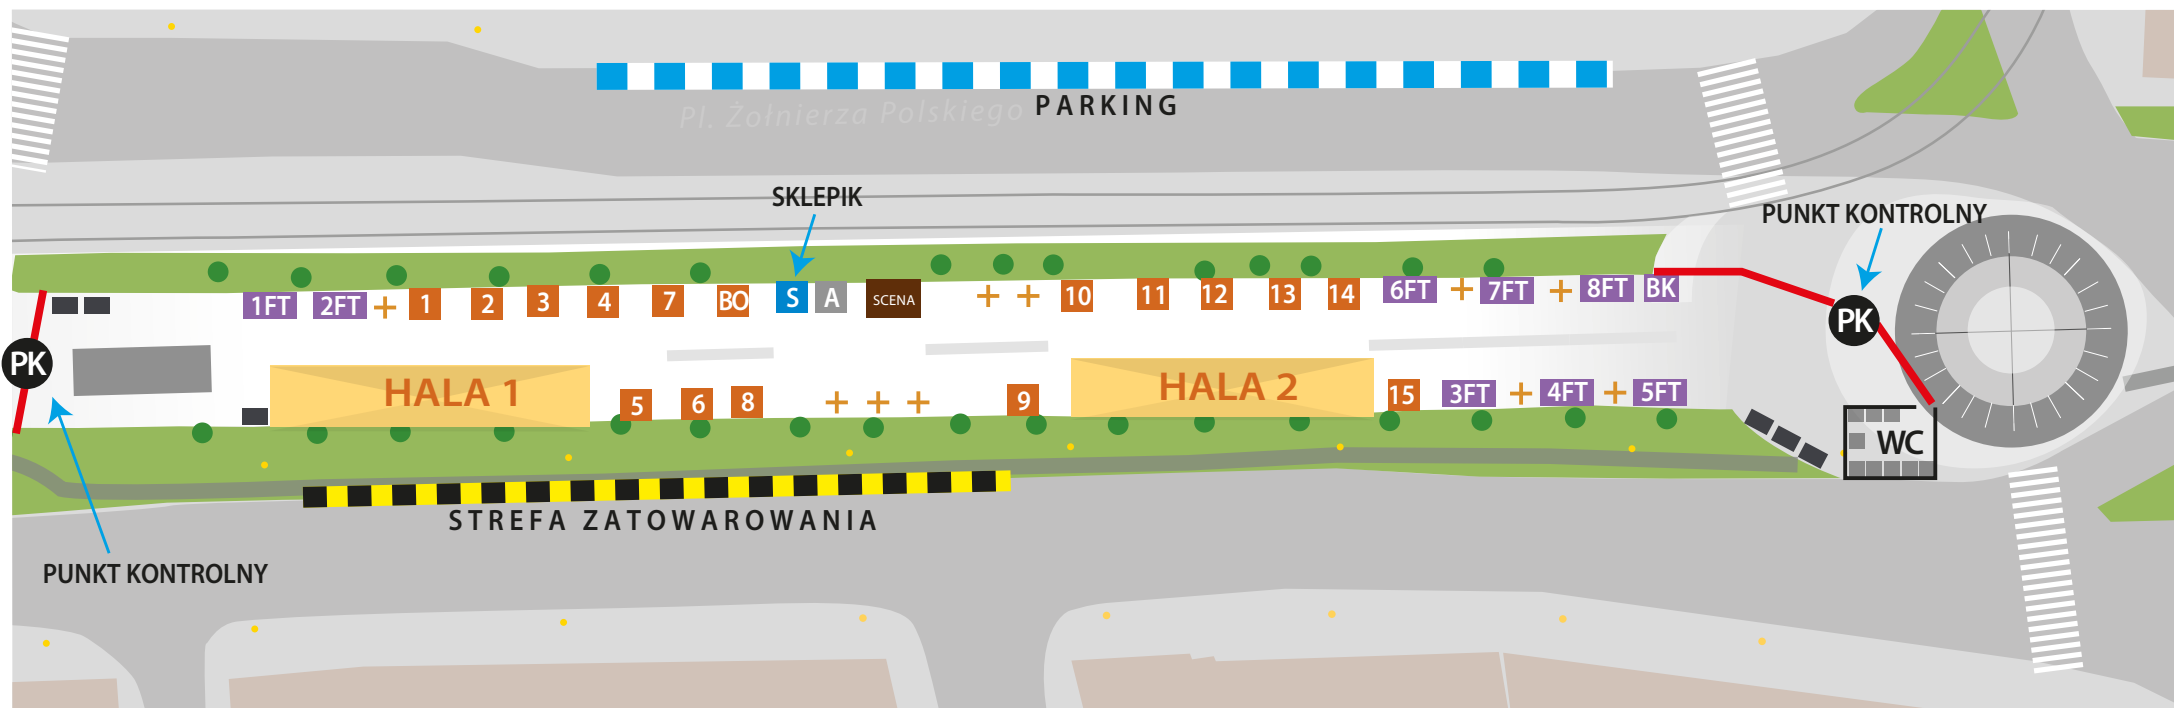 Pl. Żołnierza Polskiego
PARKING
SKLEPIK
PUNKT KONTROLNY
1FT 2FT + 1 2 3 4 7 BO S A SCENA + + 10 11 12 13 14 6FT + 7FT + 8FT BK
PK
PK
HALA 1
5 6 8 + + + 9
HALA 2
15 3FT + 4FT + 5FT
WC
STREFA ZATOWAROWANIA
PUNKT KONTROLNY